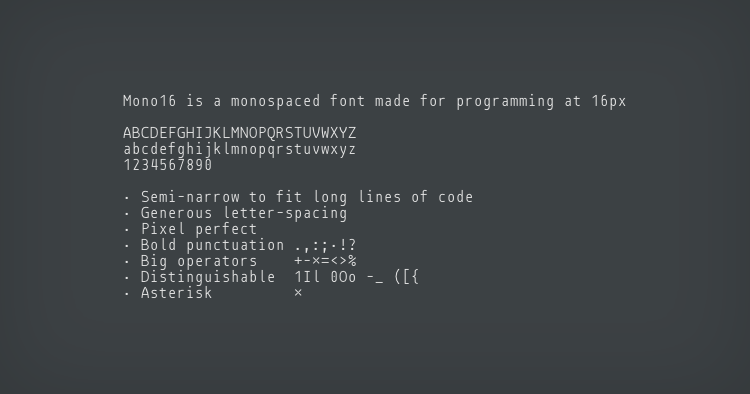 Mono16 is a monospaced font made for programming at 16px
ABCDEFGHIJKLMNOPQRSTUVWXYZ
abcdefghijklmnopqrstuvwxyz
1234567890
· Semi-narrow to fit long lines of code
· Generous letter-spacing
· Pixel perfect
· Bold punctuation .,:;·!?
· Big operators    +-×=<>%
· Distinguishable  1Il 0Oo -_ ([{
· Asterisk         ×